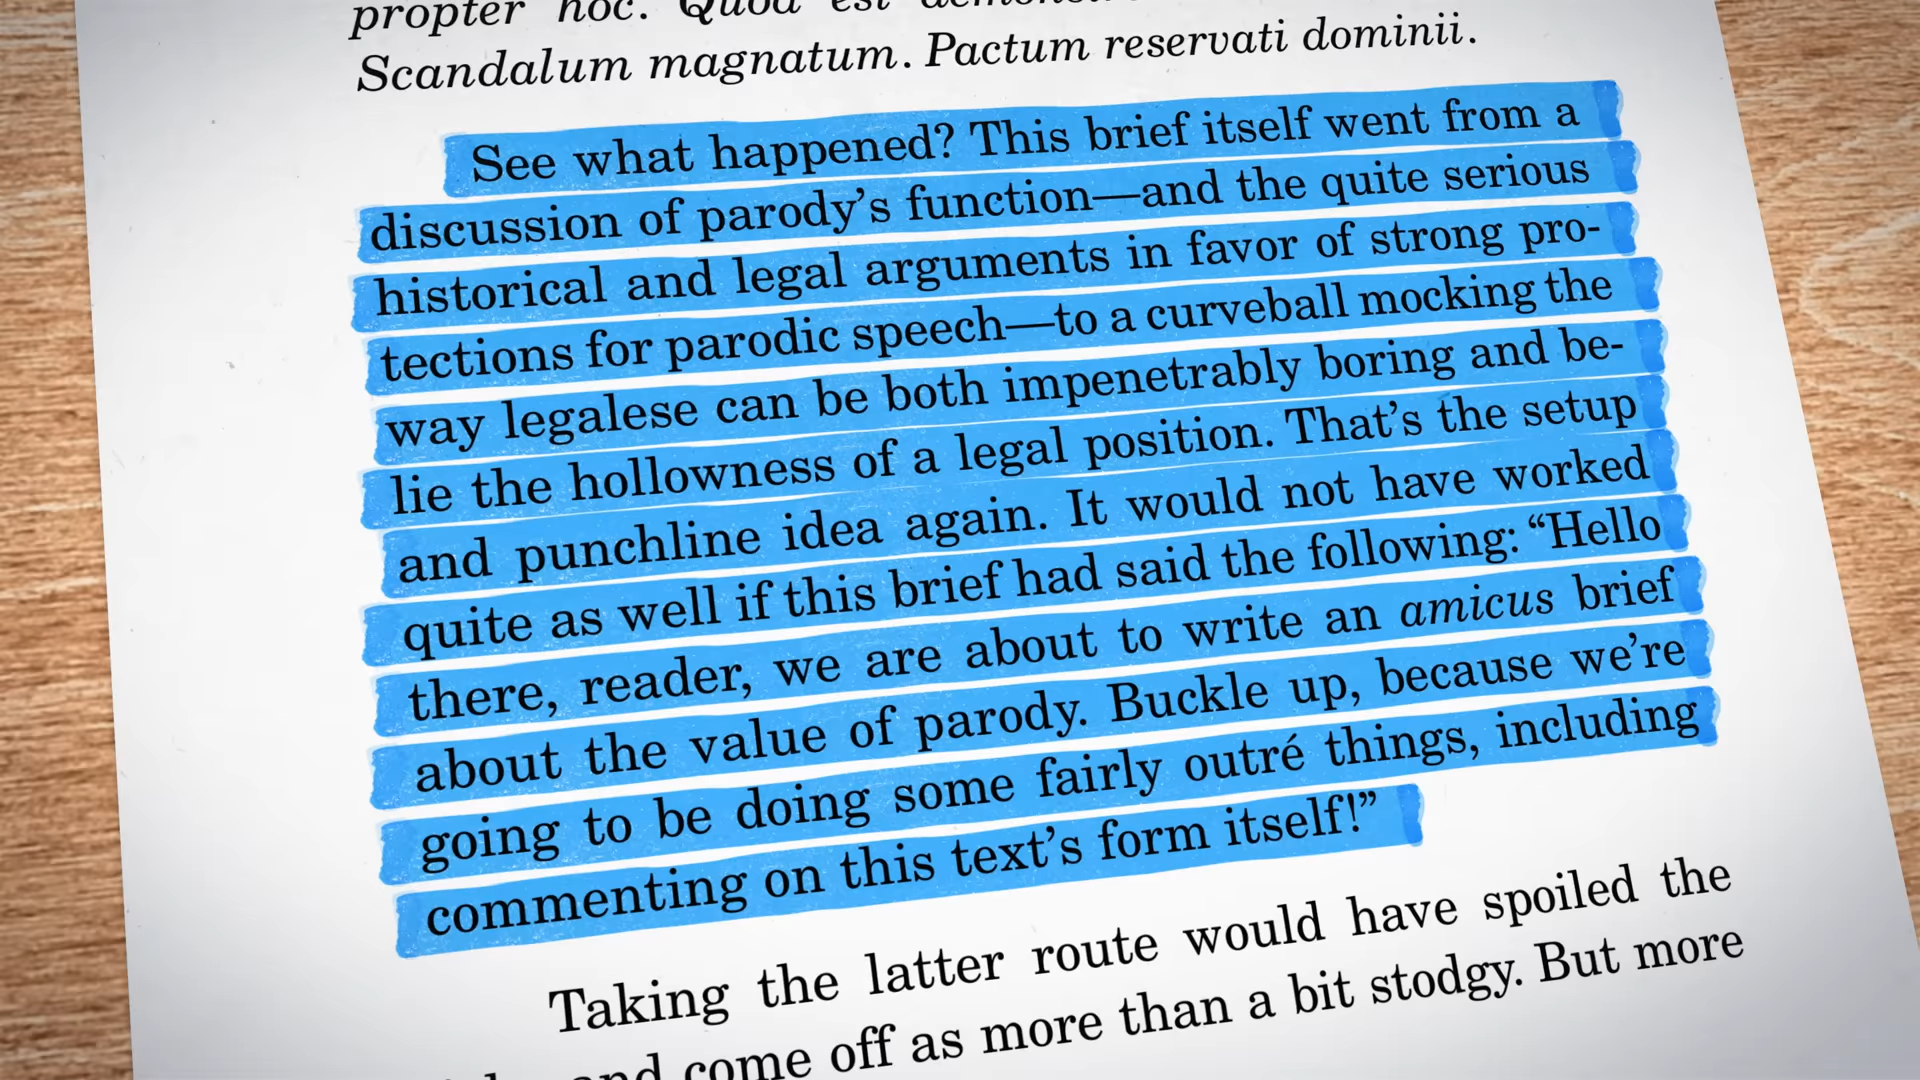 propter hoc. Quod est
Scandalum magnatum. Pactum reservati dominii.
See what happened? This brief itself went from a
discussion of parody’s function—and the quite serious
historical and legal arguments in favor of strong pro-
tections for parodic speech—to a curveball mocking the
way legalese can be both impenetrably boring and be-
lie the hollowness of a legal position. That’s the setup
and punchline idea again. It would not have worked
quite as well if this brief had said the following: “Hello
there, reader, we are about to write an amicus brief
about the value of parody. Buckle up, because we’re
going to be doing some fairly outré things, including
commenting on this text’s form itself!”
Taking the latter route would have spoiled the
and come off as more than a bit stodgy. But more